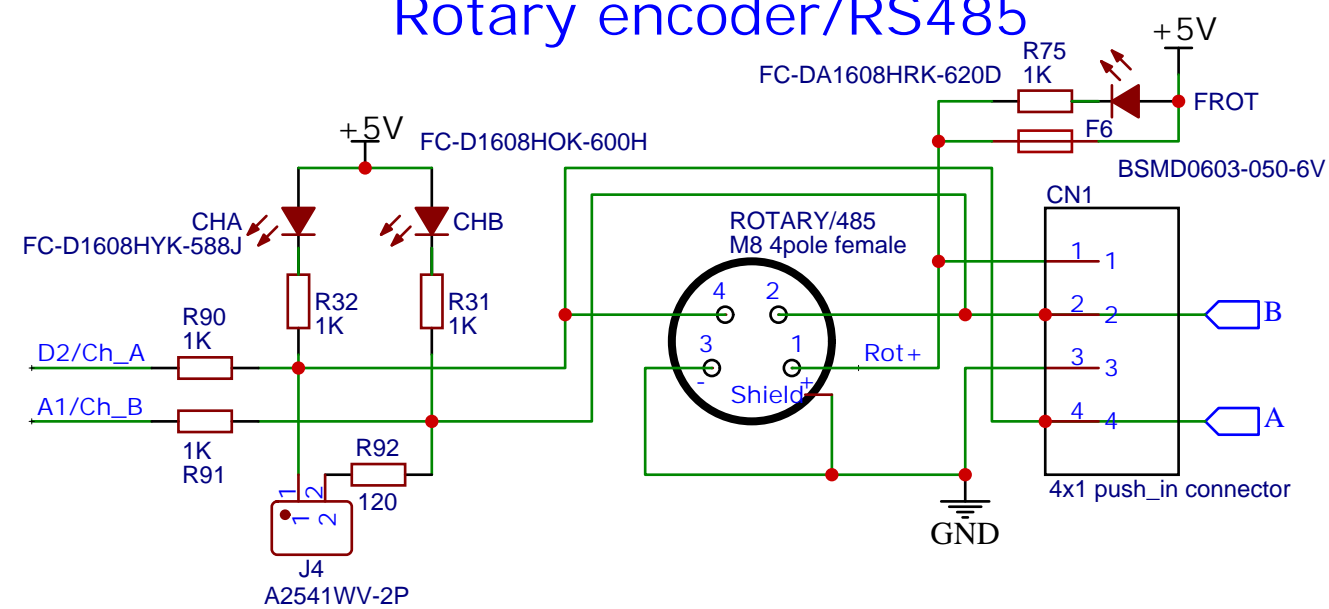 Rotary encoder/RS485
+5V
R75
1K
FC-DA1608HRK-620D
FROT
F6
BSMD0603-050-6V
+5V
FC-D1608HOK-600H
CHA
FC-D1608HYK-588J
CHB
R32
1K
R31
1K
R90
1K
D2/Ch_A
A1/Ch_B
1K
R91
R92
120
1 2
1 2
J4
A2541WV-2P
ROTARY/485
M8 4pole female
4 2
3 1
- +
Shield
Rot+
GND
CN1
1 1
2 2
3 3
4 4
B
A
4x1 push_in connector